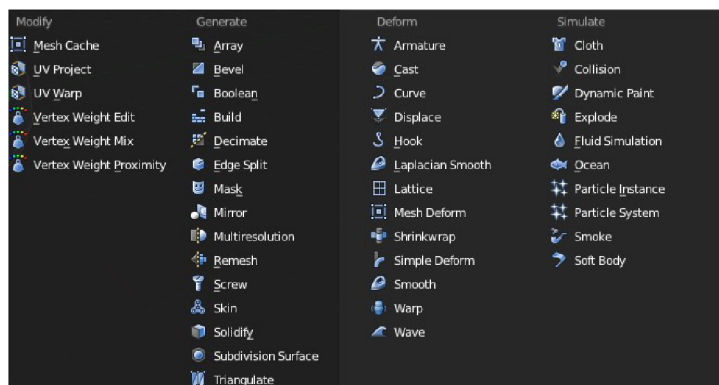 Modify
Mesh Cache
UV Project
UV Warp
Vertex Weight Edit
Vertex Weight Mix
Vertex Weight Proximity
Generate
Array
Bevel
Boolean
Build
Decimate
Edge Split
Mask
Mirror
Multiresolution
Remesh
Screw
Skin
Solidify
Subdivision Surface
Triangulate
Deform
Armature
Cast
Curve
Displace
Hook
Laplacian Smooth
Lattice
Mesh Deform
Shrinkwrap
Simple Deform
Smooth
Warp
Wave
Simulate
Cloth
Collision
Dynamic Paint
Explode
Fluid Simulation
Ocean
Particle Instance
Particle System
Smoke
Soft Body